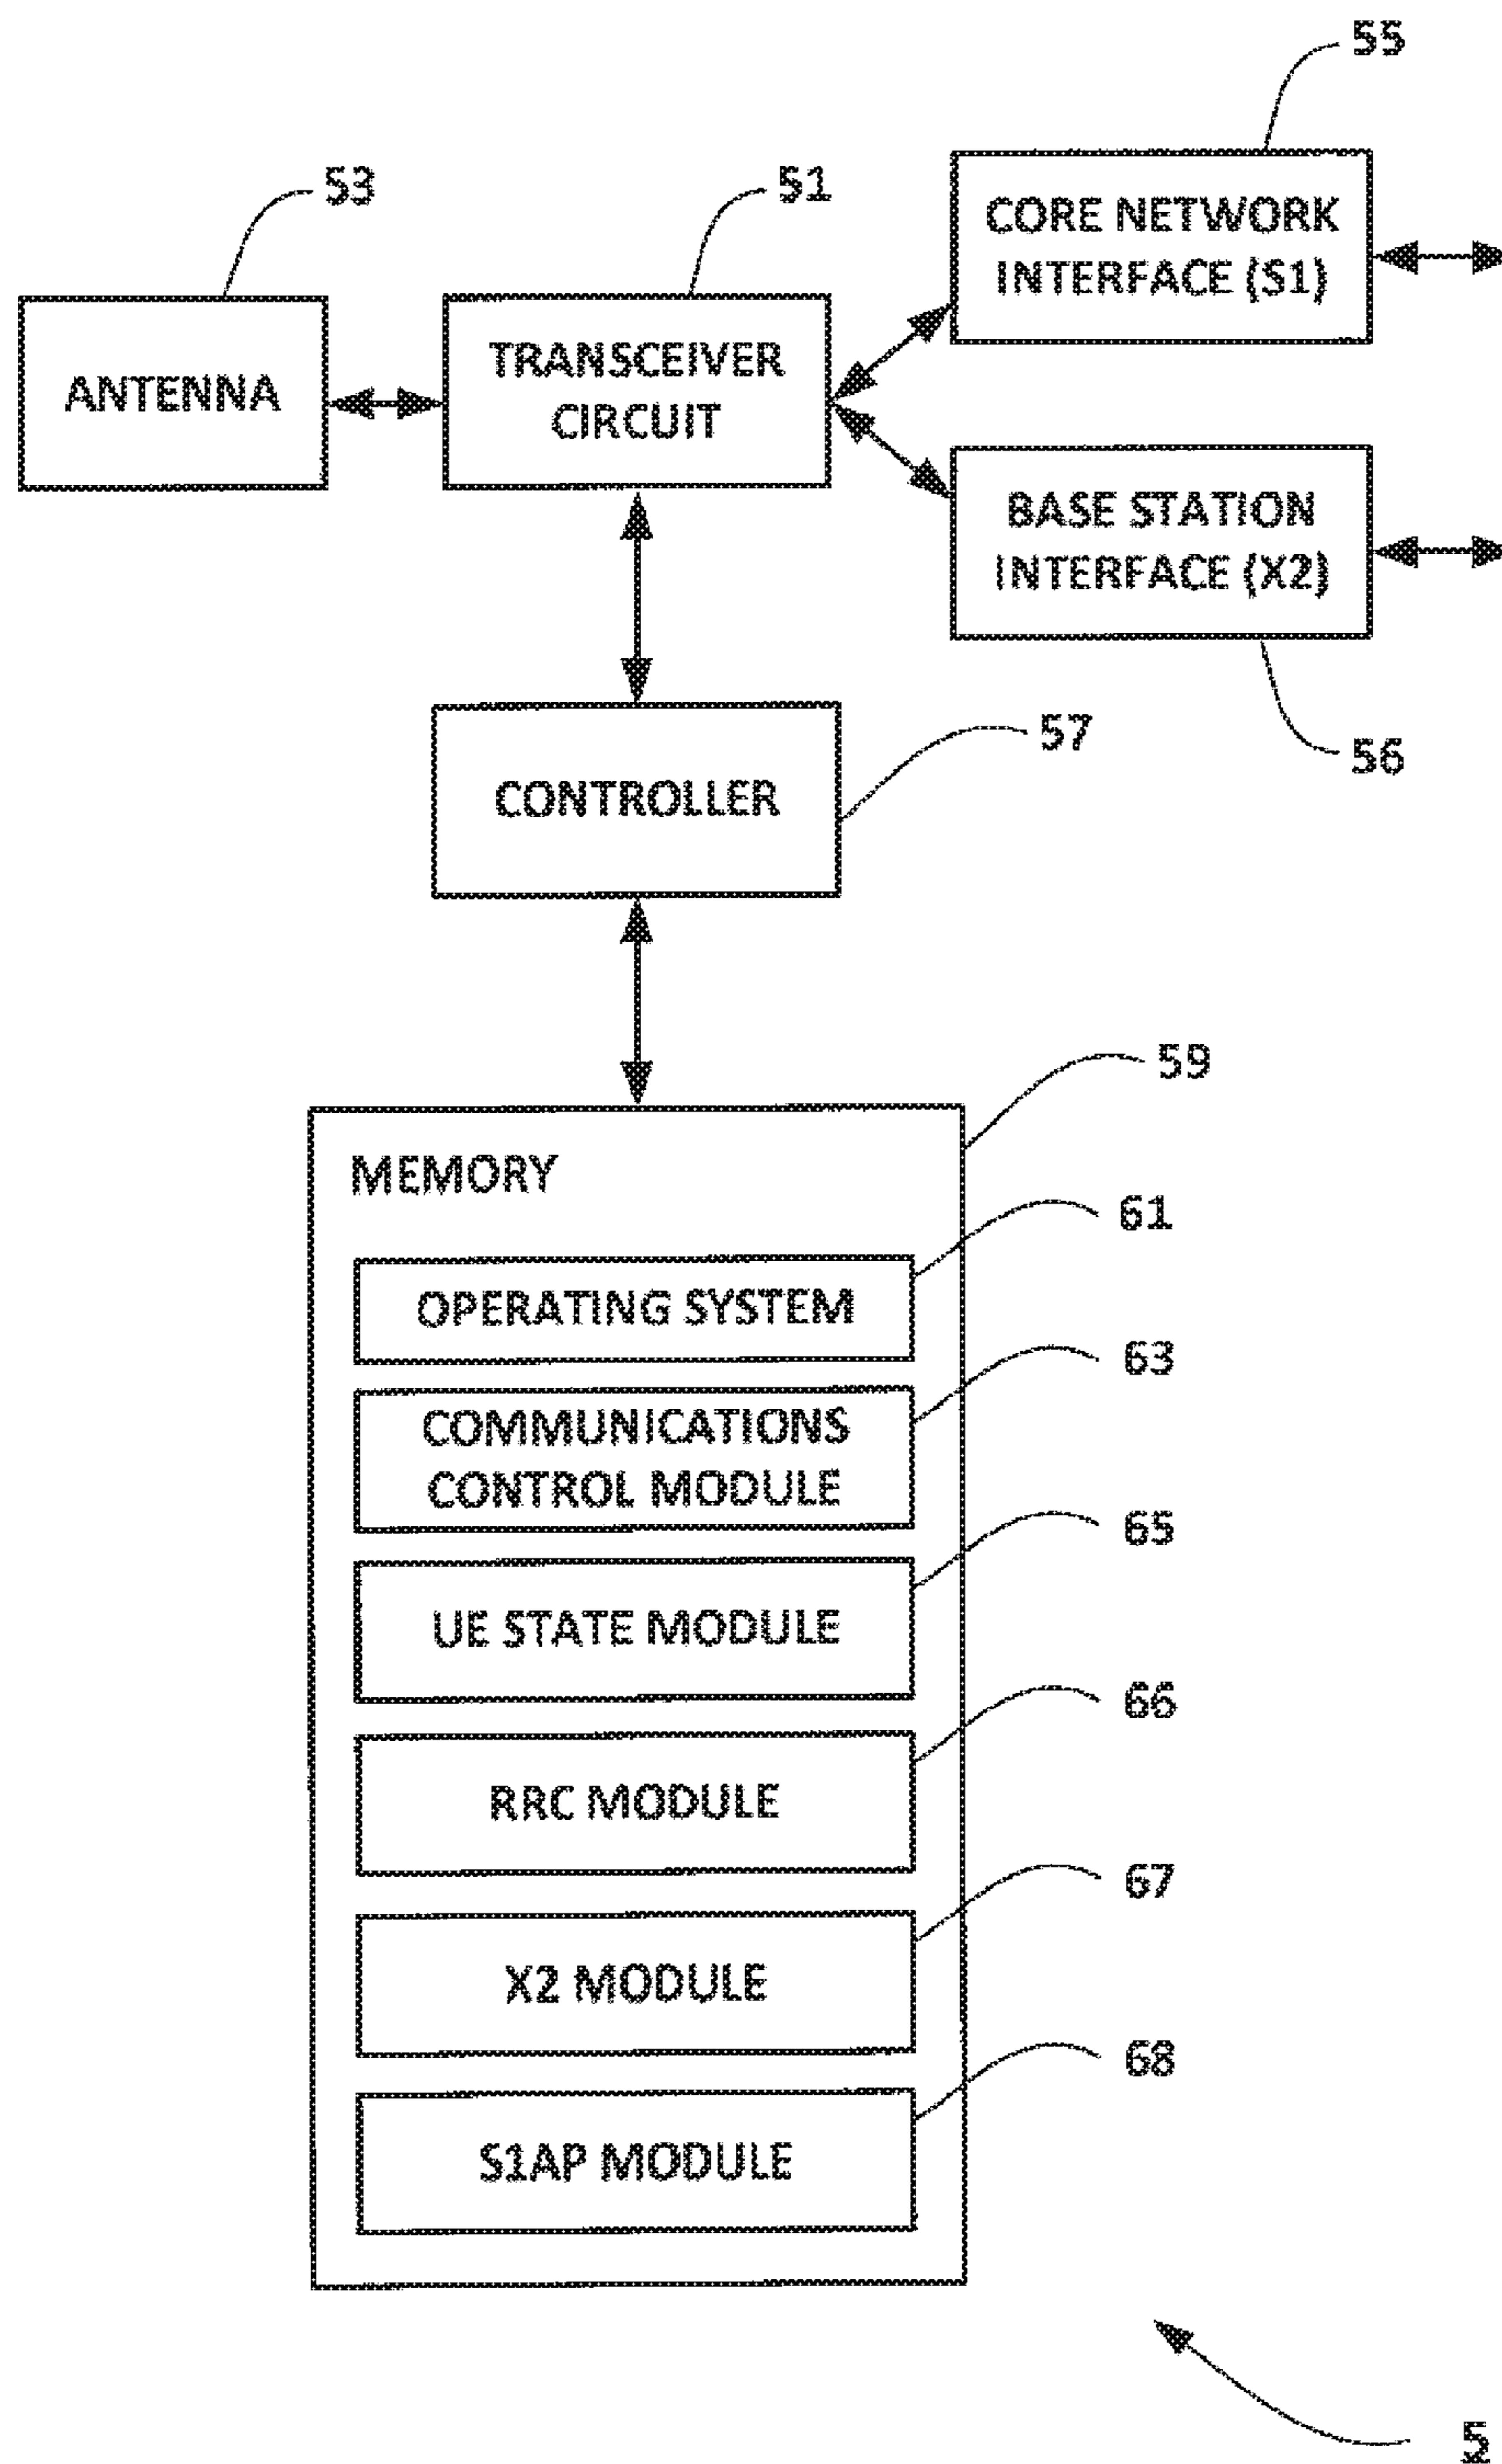 55
53
51
CORE NETWORK
INTERFACE (S1)
ANTENNA
TRANSCEIVER
CIRCUIT
BASE STATION
INTERFACE (X2)
57
56
CONTROLLER
59
MEMORY
61
OPERATING SYSTEM
63
COMMUNICATIONS
CONTROL MODULE
65
UE STATE MODULE
66
RRC MODULE
67
X2 MODULE
68
S1AP MODULE
5